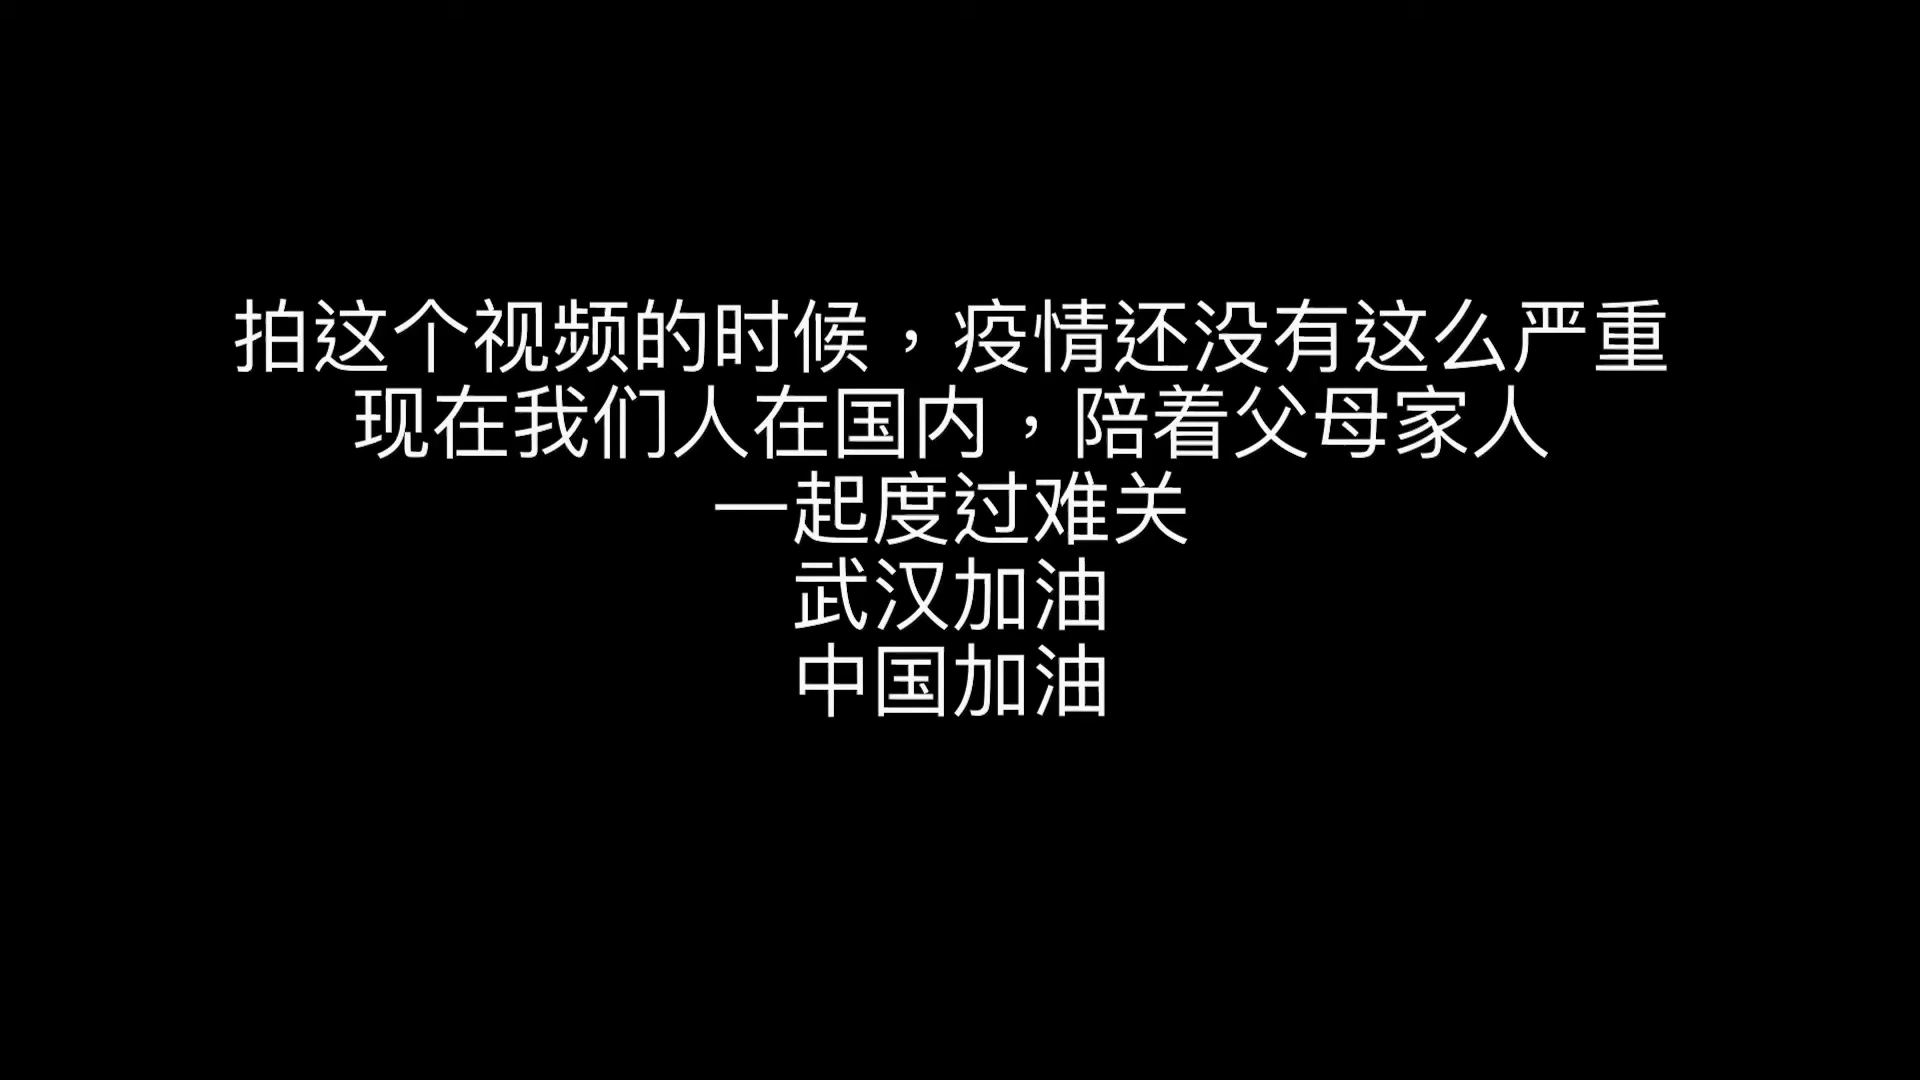 拍这个视频的时候，疫情还没有这么严重
现在我们人在国内，陪着父母家人
一起度过难关
武汉加油
中国加油